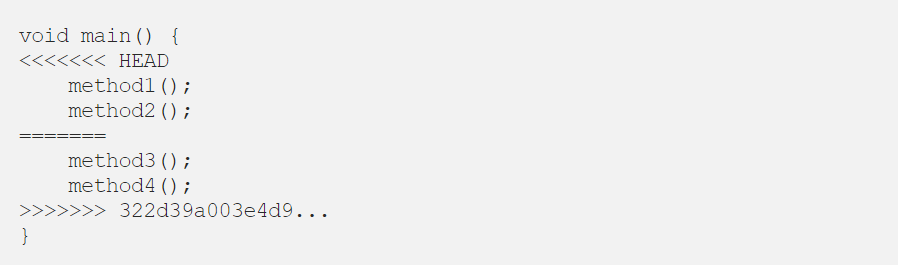 void main() {
<<<<<<< HEAD
    method1();
    method2();
=======
    method3();
    method4();
>>>>>>> 322d39a003e4d9...
}